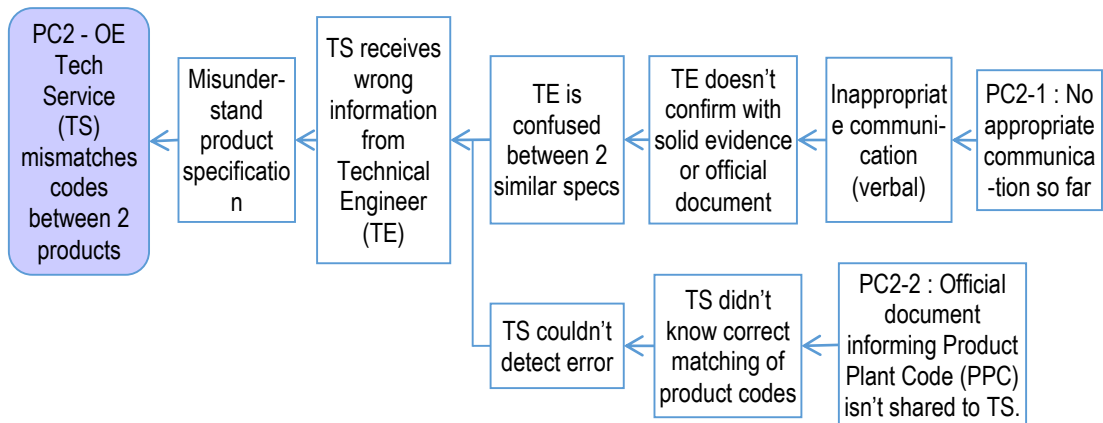 PC2 - OE
Tech
Service
(TS)
mismatches
codes
between 2
products
Misunder-
stand
product
specificatio
n
TS receives
wrong
information
from
Technical
Engineer
(TE)
TE is
confused
between 2
similar specs
TE doesn’t
confirm with
solid evidence
or official
document
Inappropriat
e communi-
cation
(verbal)
PC2-1 : No
appropriate
communica
-tion so far
TS couldn’t
detect error
TS didn’t
know correct
matching of
product codes
PC2-2 : Official
document
informing Product
Plant Code (PPC)
isn’t shared to TS.